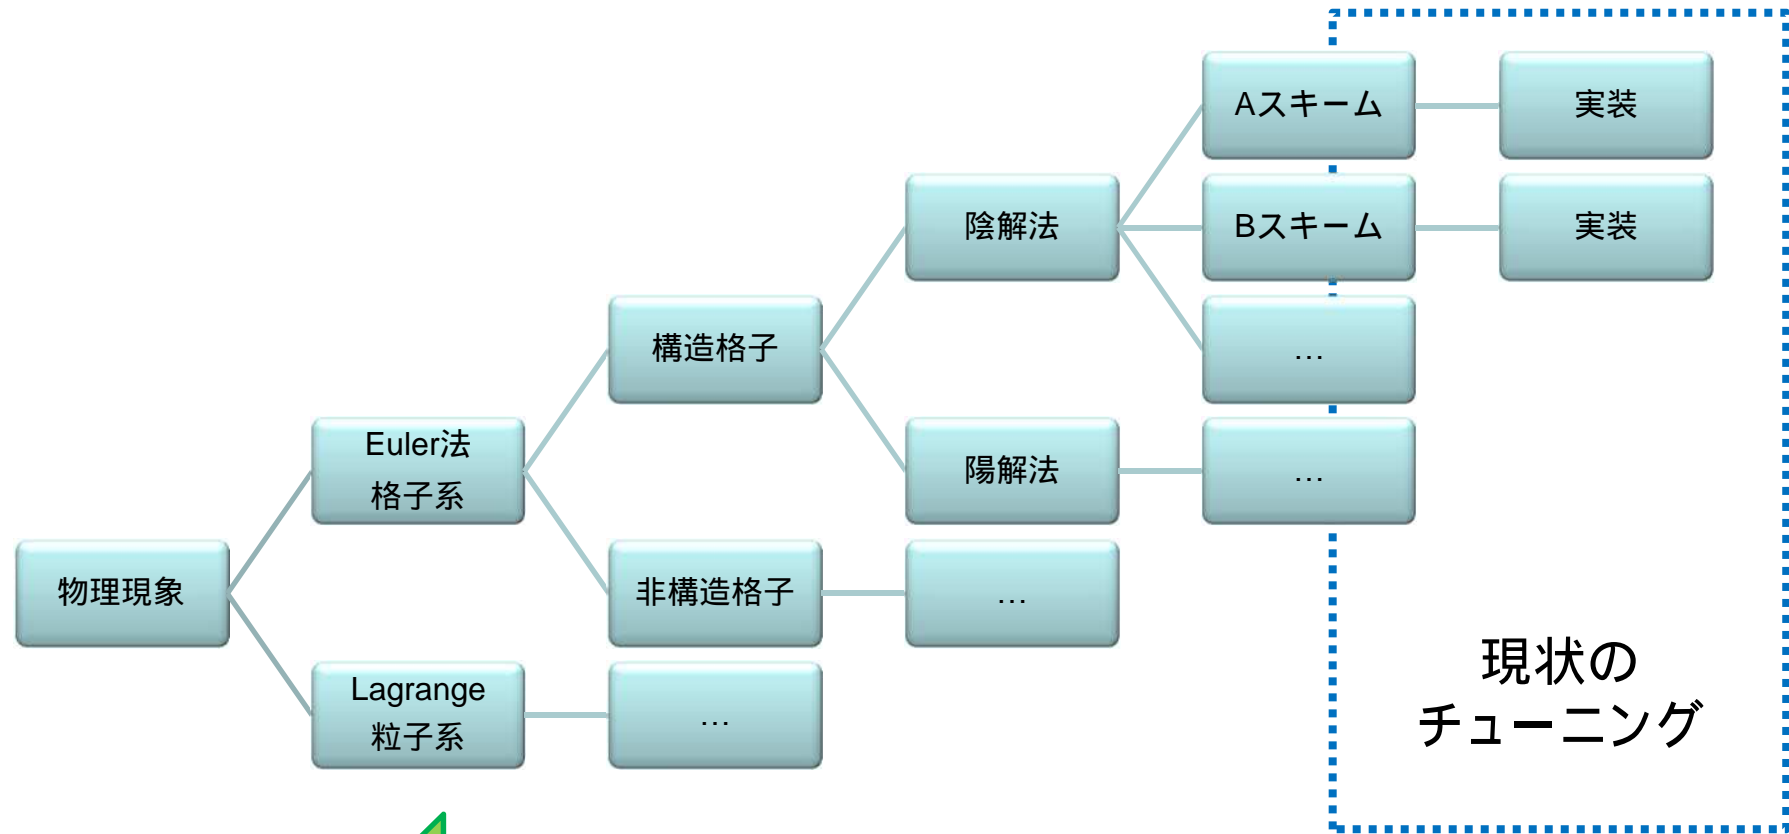 Aスキーム
実装
陰解法
Bスキーム
実装
構造格子
…
Euler法
格子系
陽解法
…
物理現象
非構造格子
…
Lagrange
粒子系
…
現状の
チューニング